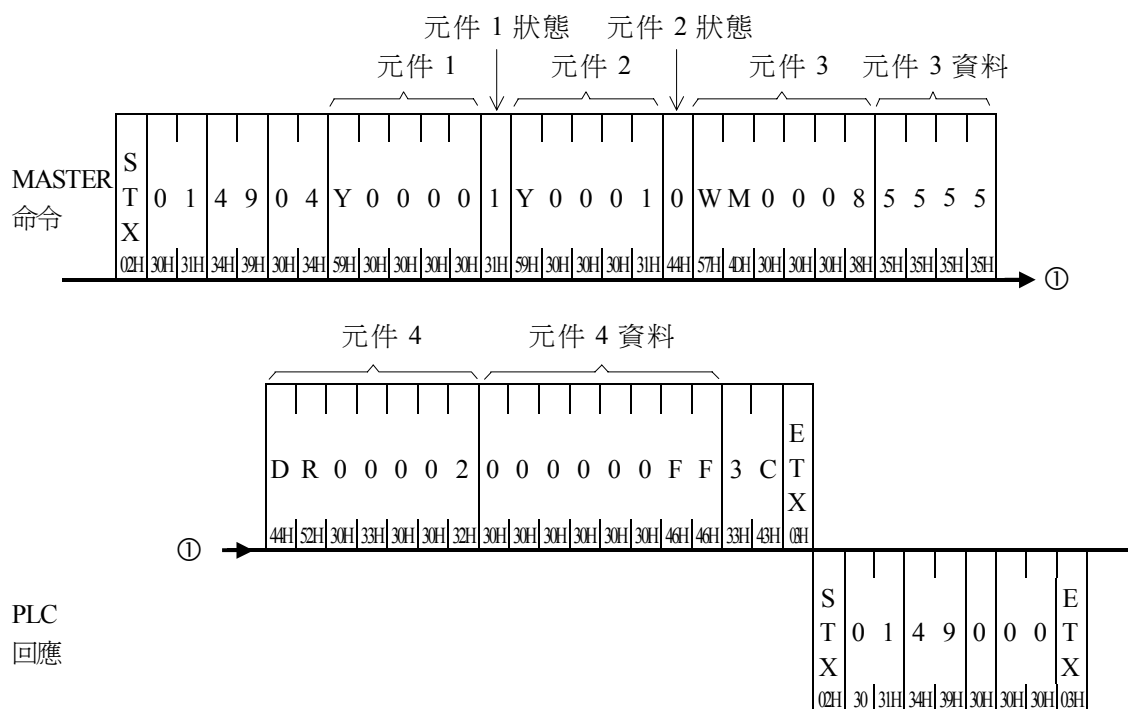 元件 1 狀態 元件 2 狀態
元件 1 元件 2 元件 3 元件 3 資料
MASTER
命令
STX 0 1 4 9 0 4 Y 0 0 0 0 1 Y 0 0 0 1 0 W M 0 0 0 8 5 5 5 5
02H 30H 31H 34H 39H 30H 34H 59H 30H 30H 30H 30H 31H 59H 30H 30H 30H 31H 44H 57H 4DH 30H 30H 30H 38H 35H 35H 35H 35H
①
元件 4 元件 4 資料
D R 0 0 0 0 2 0 0 0 0 0 0 F F 3 C ETX
44H 52H 30H 33H 30H 30H 32H 30H 30H 30H 30H 30H 30H 46H 46H 33H 43H 03H
①
PLC
回應
STX 0 1 4 9 0 0 0 ETX
02H 30 31H 34H 39H 30H 30H 30H 03H